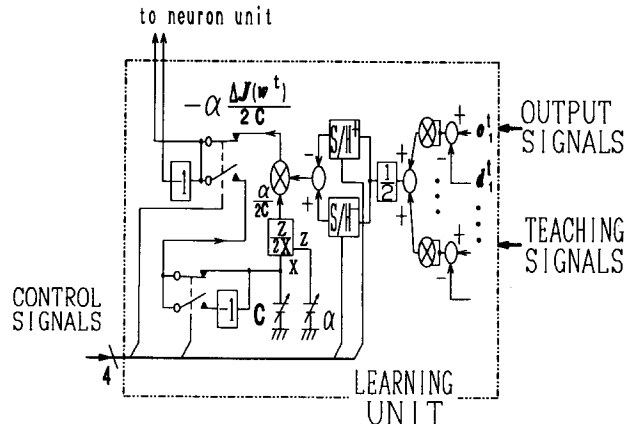 to neuron unit
-α ΔJ(w^t)
2C
S/H+
-
+
1/2
+
+
+
-
o^t_1
d^t_1
OUTPUT
SIGNALS
-1
α
2C
Z
2X
Z
X
S/H
+
-
TEACHING
SIGNALS
CONTROL
SIGNALS
-1
C
α
4
LEARNING
UNIT